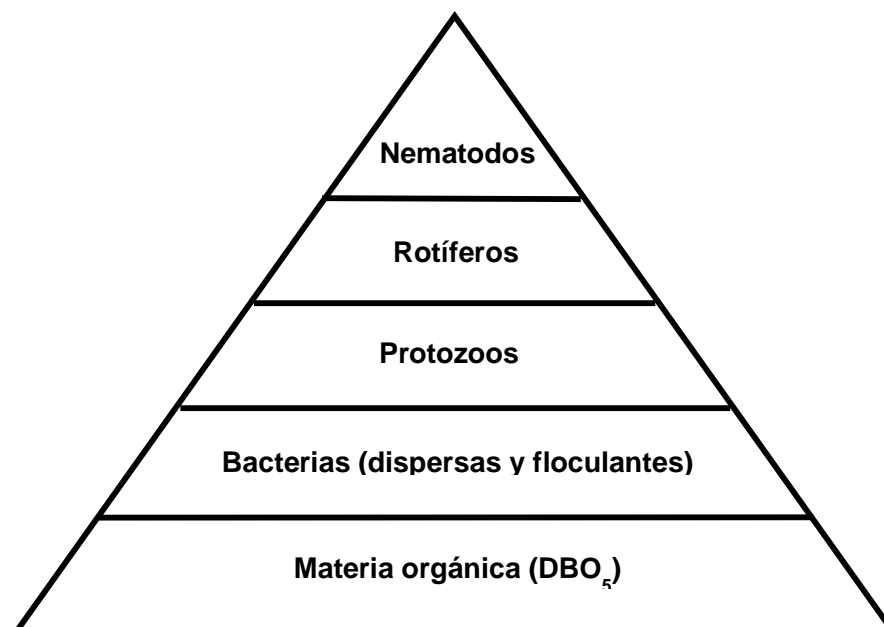 Nematodos
Rotíferos
Protozoos
Bacterias (dispersas y floculantes)
Materia orgánica (DBO₅)